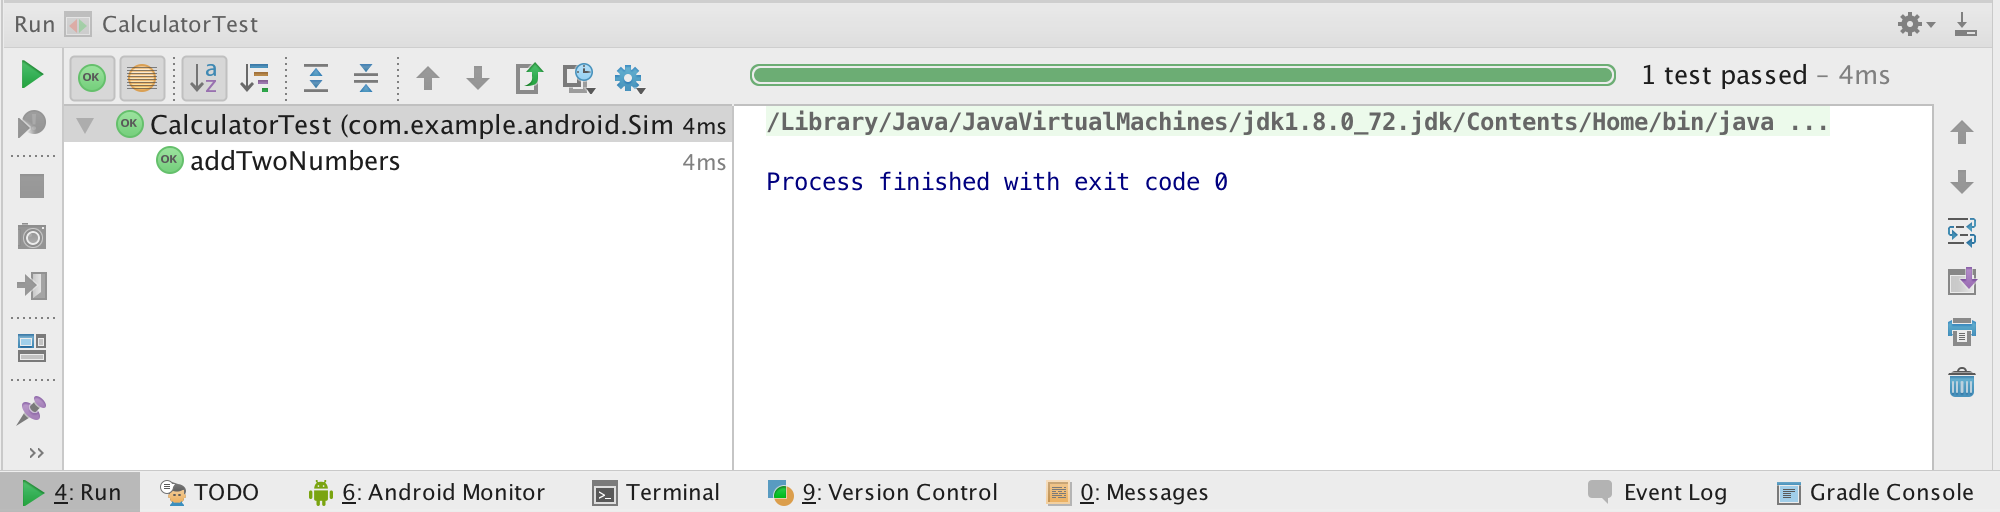 Run CalculatorTest
OK
a
z
1 test passed – 4ms
OK CalculatorTest (com.example.android.Sim 4ms
OK addTwoNumbers 4ms
/Library/Java/JavaVirtualMachines/jdk1.8.0_72.jdk/Contents/Home/bin/java ...
Process finished with exit code 0
4: Run TODO 6: Android Monitor Terminal 9: Version Control 0: Messages Event Log Gradle Console